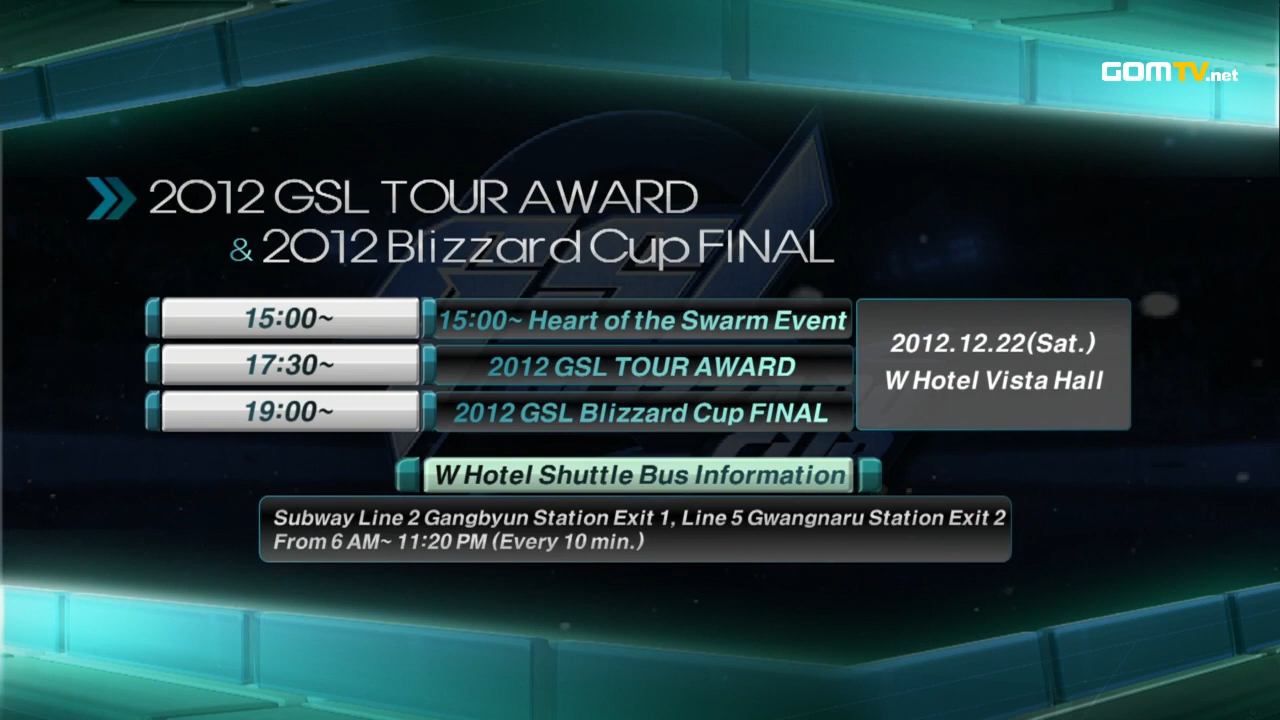 GOMTV.net
2012 GSL TOUR AWARD
& 2012 Blizzard Cup FINAL
15:00~ 15:00~ Heart of the Swarm Event
17:30~ 2012 GSL TOUR AWARD
19:00~ 2012 GSL Blizzard Cup FINAL
2012.12.22(Sat.)
W Hotel Vista Hall
W Hotel Shuttle Bus Information
Subway Line 2 Gangbyun Station Exit 1, Line 5 Gwangnaru Station Exit 2
From 6 AM~ 11:20 PM (Every 10 min.)